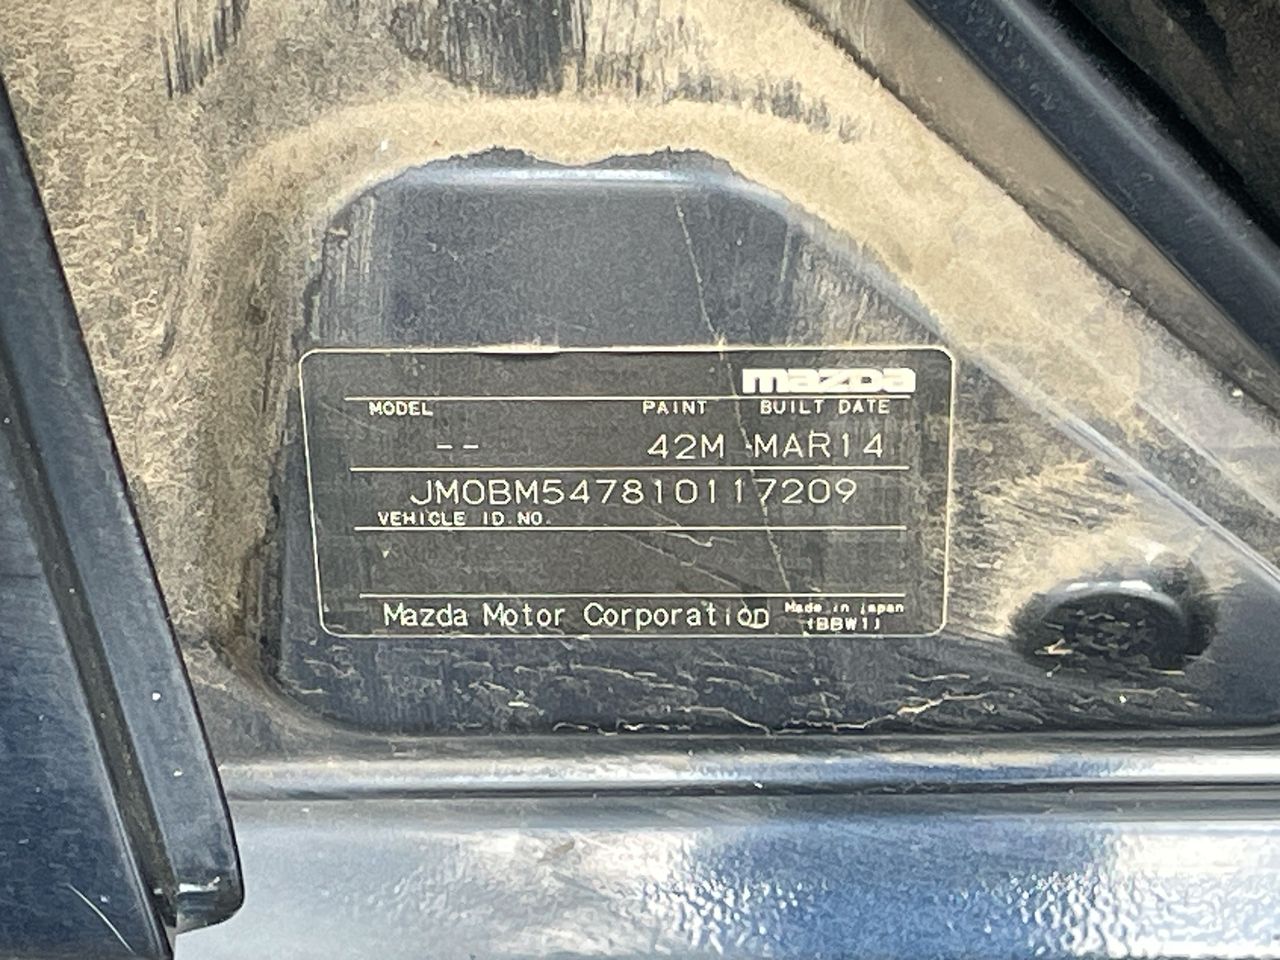 mazda
MODEL PAINT BUILT DATE
-- 42M MAR14
JM0BM547810117209
VEHICLE ID.NO.
Mazda Motor Corporation Made in Japan
(BBW1)